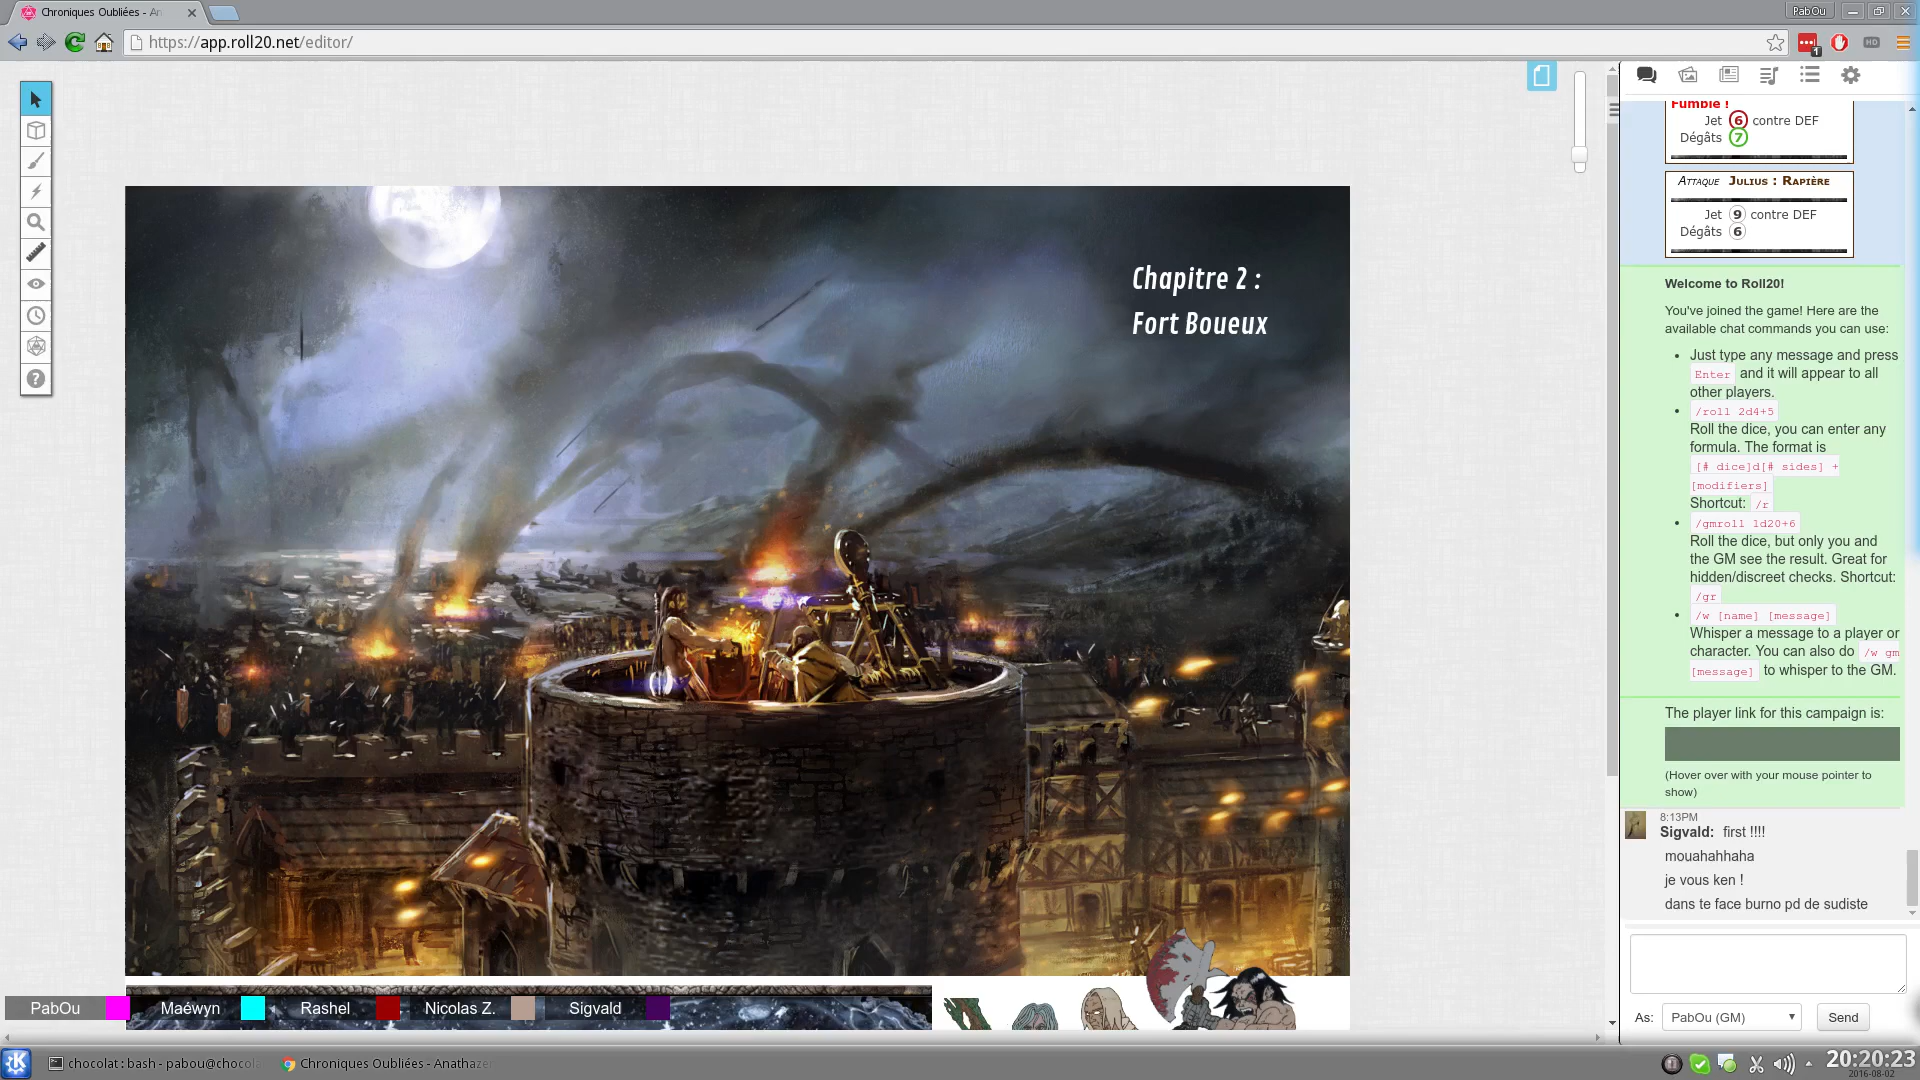 Chroniques Oubliées - An
PabOu
https://app.roll20.net/editor/
1
HD
Chapitre 2 :
Fort Boueux
Fumble !
Jet 6 contre DEF
Dégâts 7
Attaque Julius : Rapière
Jet 9 contre DEF
Dégâts 6
Welcome to Roll20!
You've joined the game! Here are the
available chat commands you can use:
Just type any message and press
Enter and it will appear to all
other players.
/roll 2d4+5
Roll the dice, you can enter any
formula. The format is
[# dice]d[# sides] +
[modifiers]
Shortcut: /r
/gmroll 1d20+6
Roll the dice, but only you and
the GM see the result. Great for
hidden/discreet checks. Shortcut:
/gr
/w [name] [message]
Whisper a message to a player or
character. You can also do /w gm
[message] to whisper to the GM.
The player link for this campaign is:
(Hover over with your mouse pointer to
show)
8:13PM
Sigvald: first !!!!
mouahahhaha
je vous ken !
dans te face burno pd de sudiste
PabOu
Maéwyn
Rashel
Nicolas Z.
Sigvald
As: PabOu (GM)
Send
chocolat : bash - pabou@chocola
Chroniques Oubliées - Anathazer
20:20:23
2016-08-02